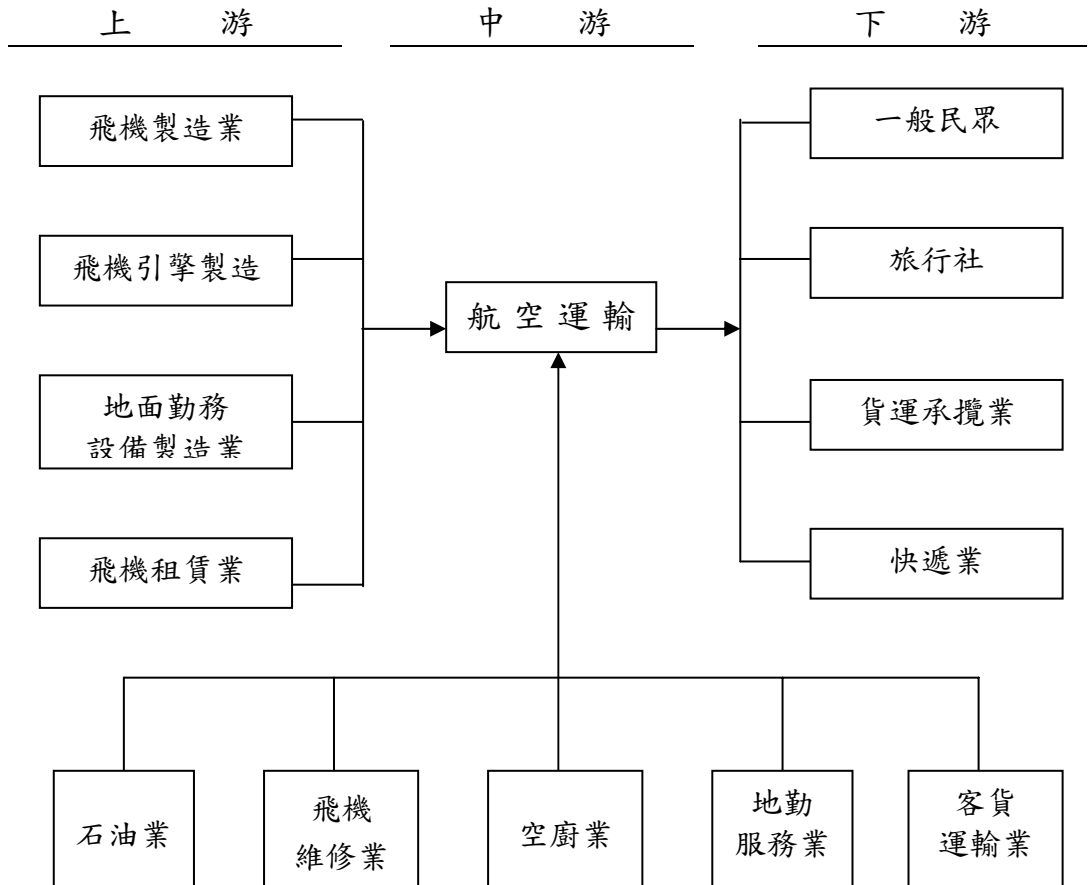 上游 中游 下游
飛機製造業
飛機引擎製造
地面勤務
設備製造業
飛機租賃業
航空運輸
一般民眾
旅行社
貨運承攬業
快遞業
石油業
飛機
維修業
空廚業
地勤
服務業
客貨
運輸業